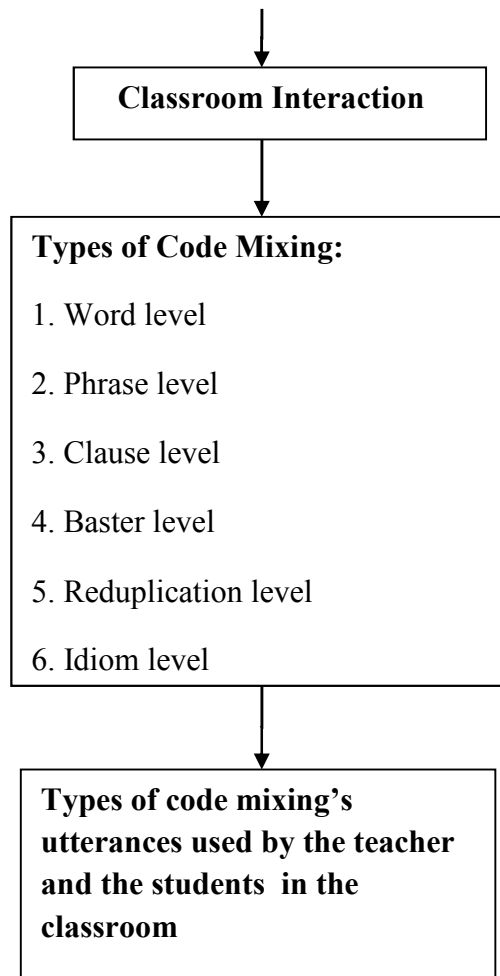 Classroom Interaction
Types of Code Mixing:
1. Word level
2. Phrase level
3. Clause level
4. Baster level
5. Reduplication level
6. Idiom level
Types of code mixing’s
utterances used by the teacher
and the students in the
classroom